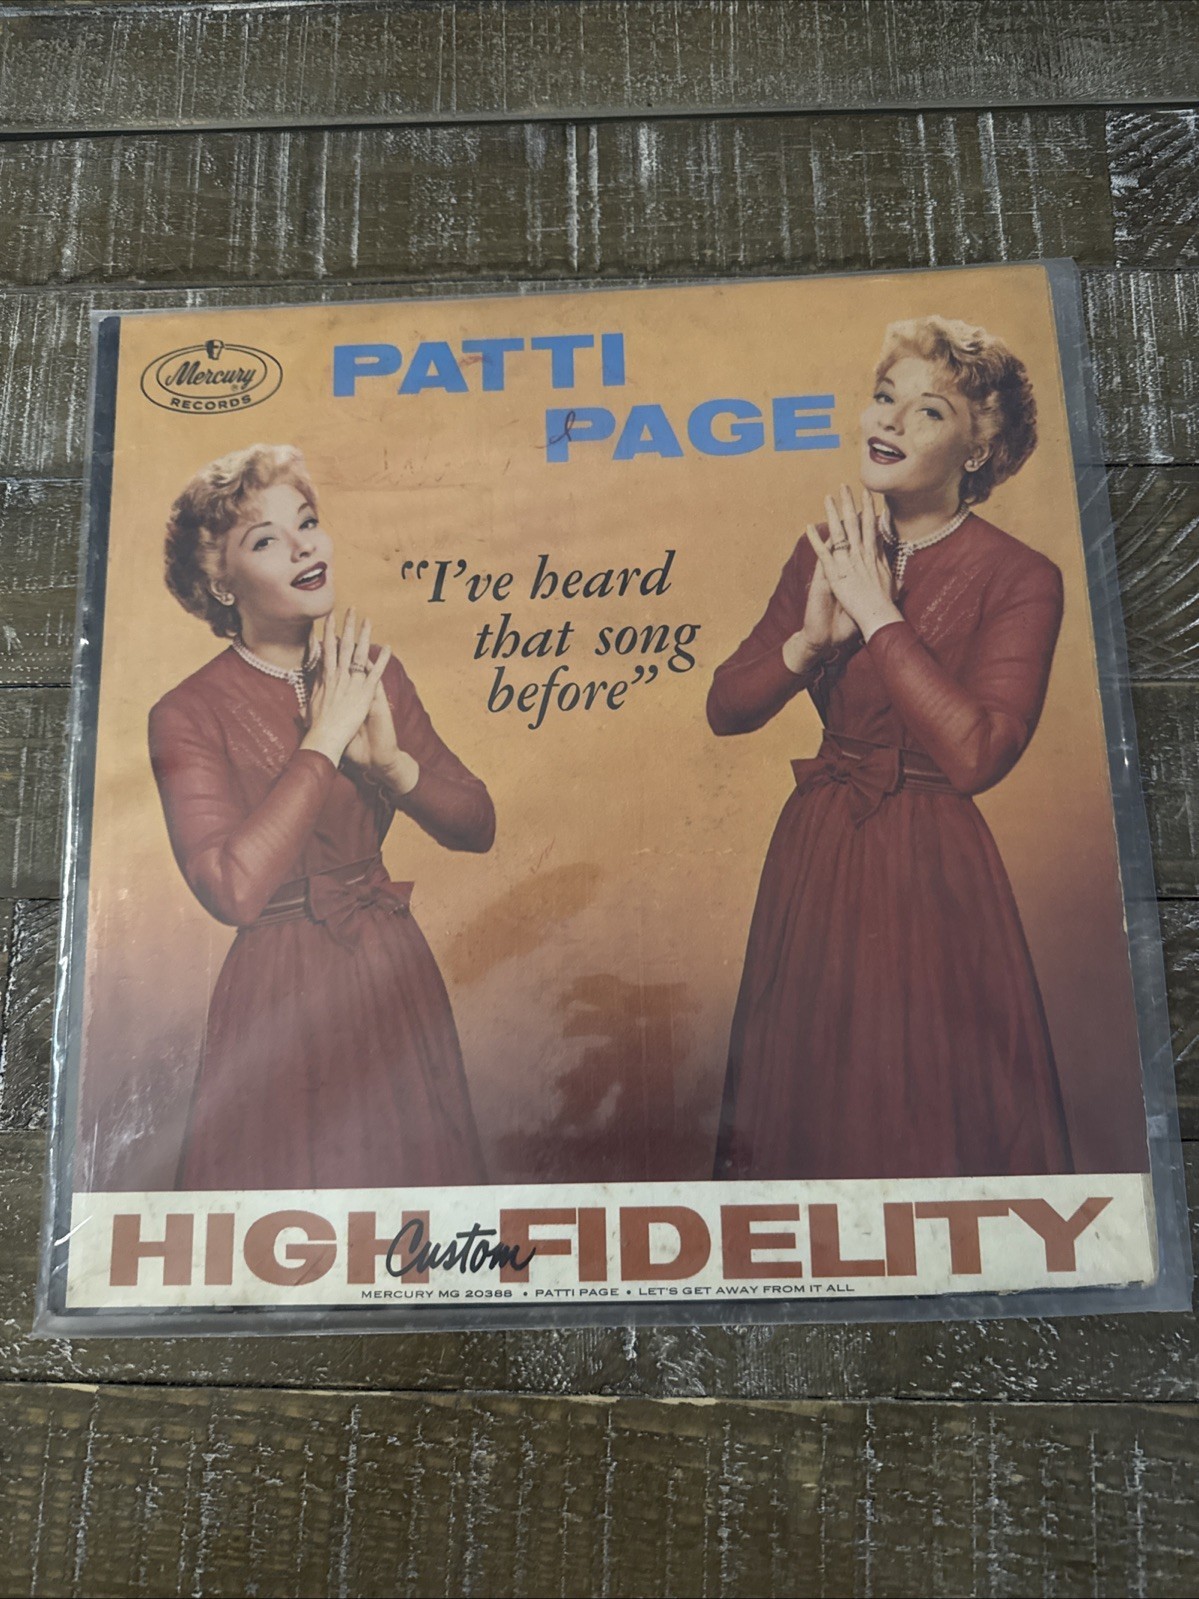 Mercury
®
RECORDS
PATTI
PAGE
“I’ve heard
that song
before”
HIGH Custom FIDELITY
MERCURY MG 20388 • PATTI PAGE • LET'S GET AWAY FROM IT ALL